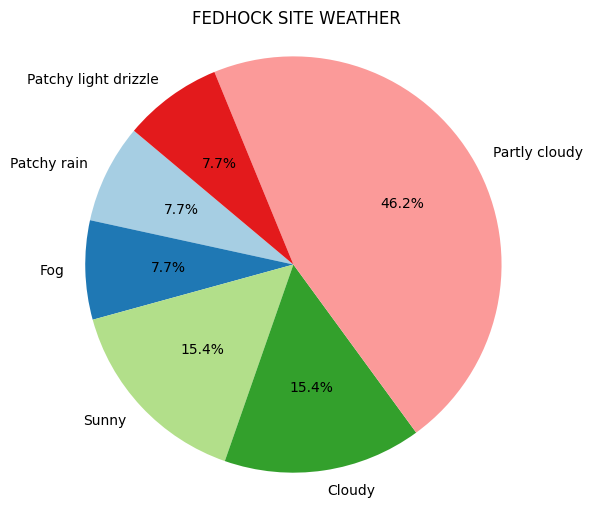 FEDHOCK SITE WEATHER
Patchy light drizzle
Partly cloudy
Patchy rain
7.7%
46.2%
7.7%
Fog
7.7%
15.4%
15.4%
Sunny
Cloudy